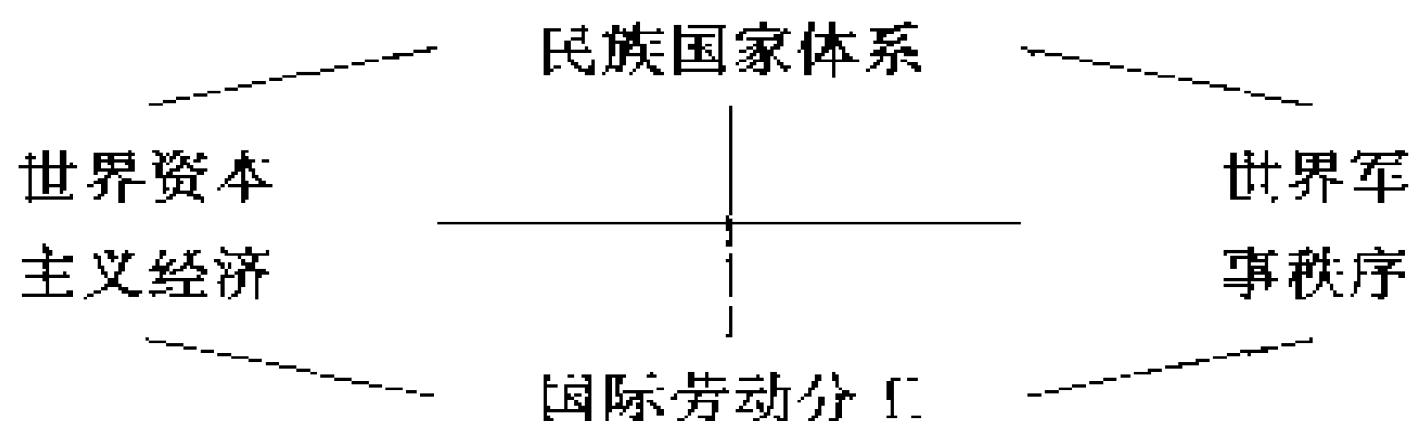 民族国家体系
世界资本
主义经济
世界军
事秩序
国际劳动分工